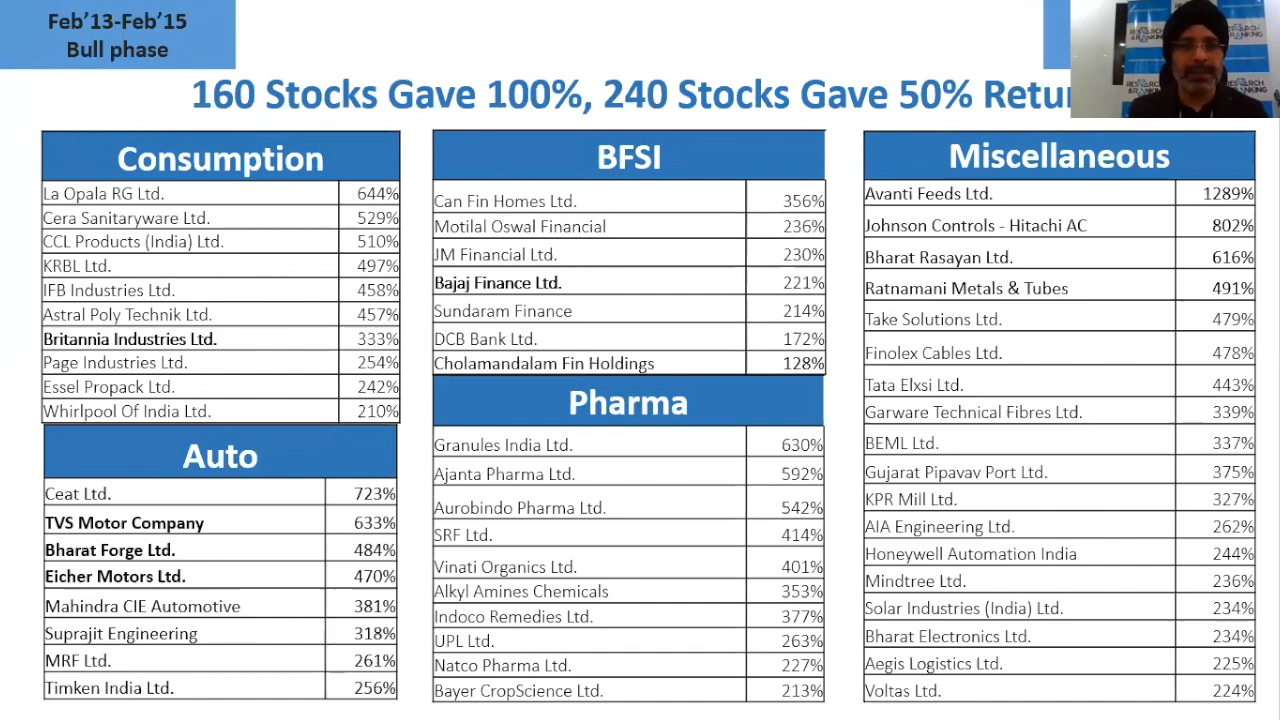 Feb'13-Feb'15
Bull phase
160 Stocks Gave 100%, 240 Stocks Gave 50%
Consumption
La Opala RG Ltd. 644%
Cera Sanitaryware Ltd. 529%
CCL Products (India) Ltd. 510%
KRBL Ltd. 497%
IFB Industries Ltd. 458%
Astral Poly Technik Ltd. 457%
Britannia Industries Ltd. 333%
Page Industries Ltd. 254%
Essel Propack Ltd. 242%
Whirlpool Of India Ltd. 210%
Auto
Ceat Ltd. 723%
TVS Motor Company 633%
Bharat Forge Ltd. 484%
Eicher Motors Ltd. 470%
Mahindra CIE Automotive 381%
Suprajit Engineering 318%
MRF Ltd. 261%
Timken India Ltd. 256%
BFSI
Can Fin Homes Ltd. 356%
Motilal Oswal Financial 236%
JM Financial Ltd. 230%
Bajaj Finance Ltd. 221%
Sundaram Finance 214%
DCB Bank Ltd. 172%
Cholamandalam Fin Holdings 128%
Pharma
Granules India Ltd. 630%
Ajanta Pharma Ltd. 592%
Aurobindo Pharma Ltd. 542%
SRF Ltd. 414%
Vinati Organics Ltd. 401%
Alkyl Amines Chemicals 353%
Indoco Remedies Ltd. 377%
UPL Ltd. 263%
Natco Pharma Ltd. 227%
Bayer CropScience Ltd. 213%
Miscellaneous
Avanti Feeds Ltd. 1289%
Johnson Controls - Hitachi AC 802%
Bharat Rasayan Ltd. 616%
Ratnamani Metals & Tubes 491%
Take Solutions Ltd. 479%
Finolex Cables Ltd. 478%
Tata Elxsi Ltd. 443%
Garware Technical Fibres Ltd. 339%
BEML Ltd. 337%
Gujarat Pipavav Port Ltd. 375%
KPR Mill Ltd. 327%
AIA Engineering Ltd. 262%
Honeywell Automation India 244%
Mindtree Ltd. 236%
Solar Industries (India) Ltd. 234%
Bharat Electronics Ltd. 234%
Aegis Logistics Ltd. 225%
Voltas Ltd. 224%